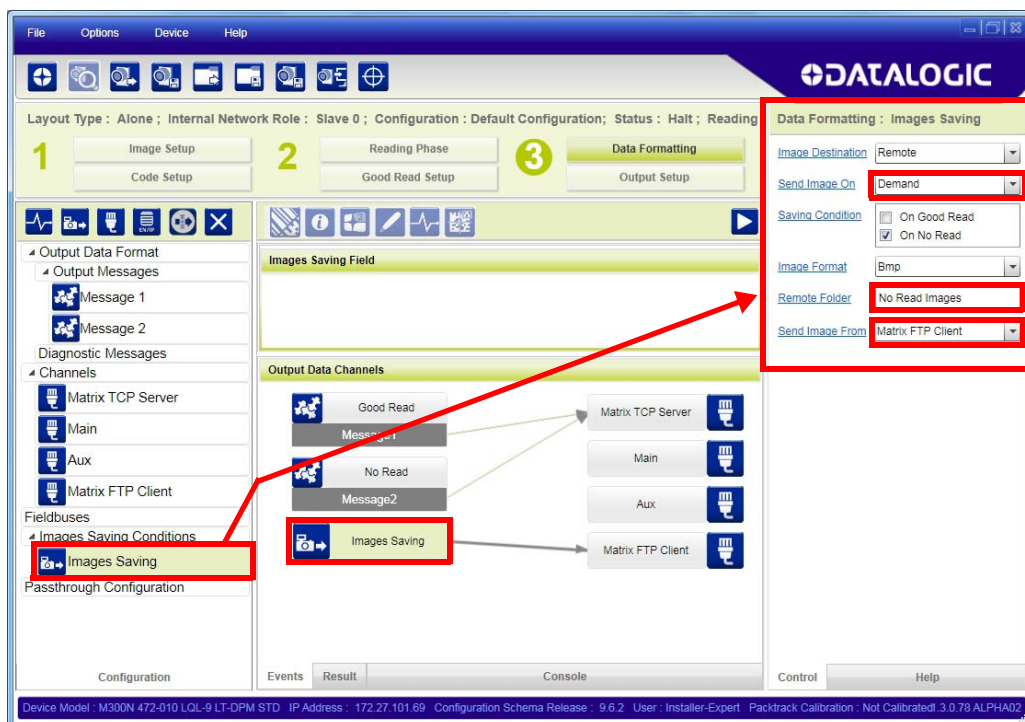 File Options Device Help
DATALOGIC
Layout Type : Alone ; Internal Network Role : Slave 0 ; Configuration : Default Configuration; Status : Halt ; Reading
1
Image Setup
Code Setup
2
Reading Phase
Good Read Setup
3
Data Formatting
Output Setup
EN/IP
Output Data Format
Output Messages
Message 1
Message 2
Diagnostic Messages
Channels
Matrix TCP Server
Main
Aux
Matrix FTP Client
Fieldbuses
Images Saving Conditions
Images Saving
Passthrough Configuration
Configuration
Images Saving Field
Output Data Channels
Good Read
Message1
No Read
Message2
Images Saving
Matrix TCP Server
Main
Aux
Matrix FTP Client
Events Result Console
Data Formatting : Images Saving
Image Destination Remote
Send Image On Demand
Saving Condition On Good Read
On No Read
Image Format Bmp
Remote Folder No Read Images
Send Image From Matrix FTP Client
Control Help
Device Model : M300N 472-010 LQL-9 LT-DPM STD IP Address : 172.27.101.69 Configuration Schema Release : 9.6.2 User : Installer-Expert Packtrack Calibration : Not Calibrated!.3.0.78 ALPHA02